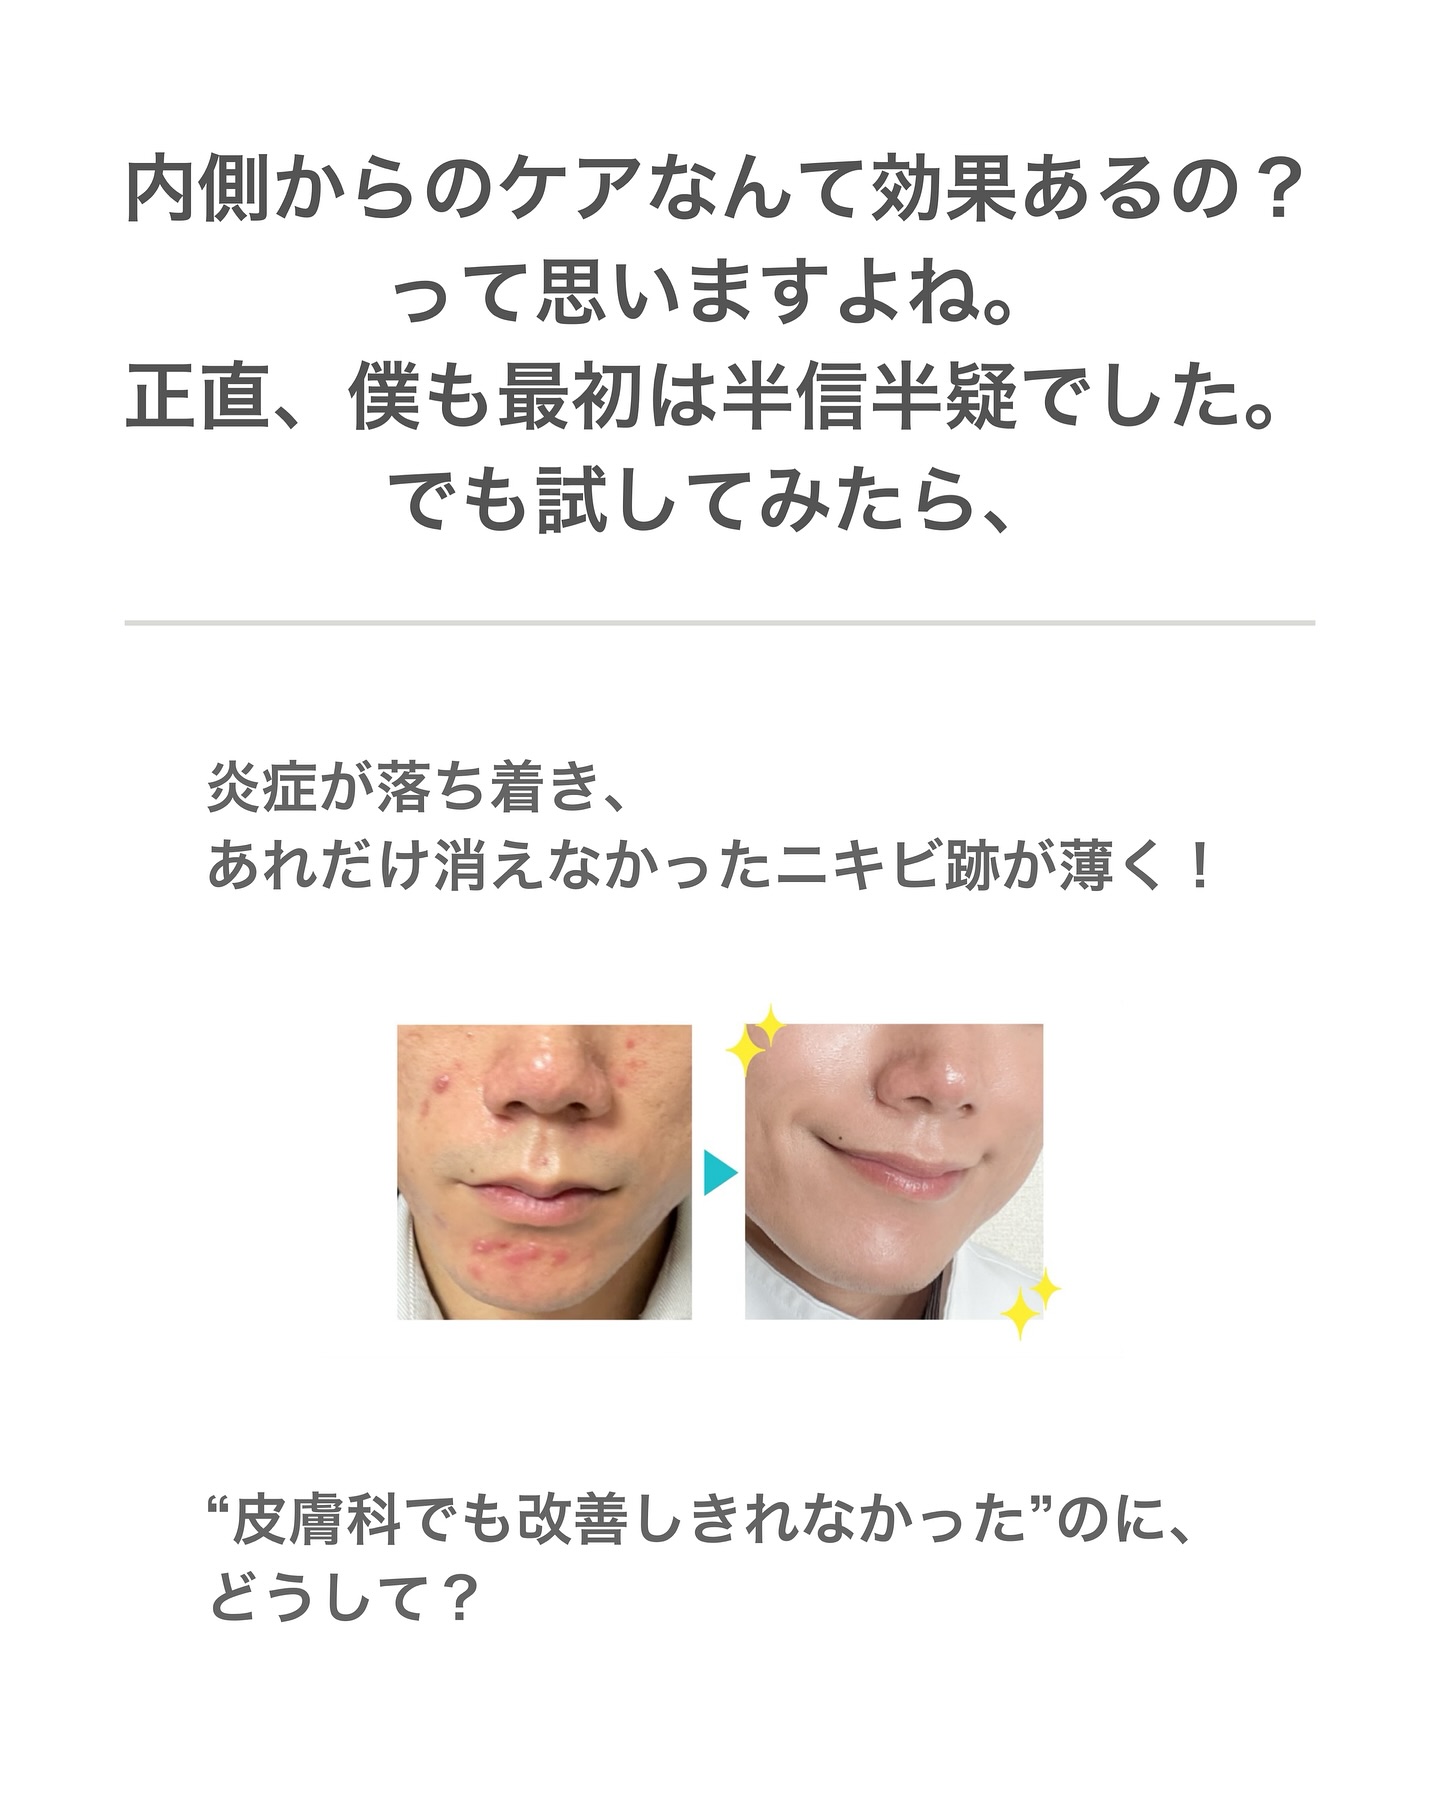 内側からのケアなんて効果あるの？
って思いますよね。
正直、僕も最初は半信半疑でした。
でも試してみたら、
炎症が落ち着き、
あれだけ消えなかったニキビ跡が薄く！
“皮膚科でも改善しきれなかった”のに、
どうして？